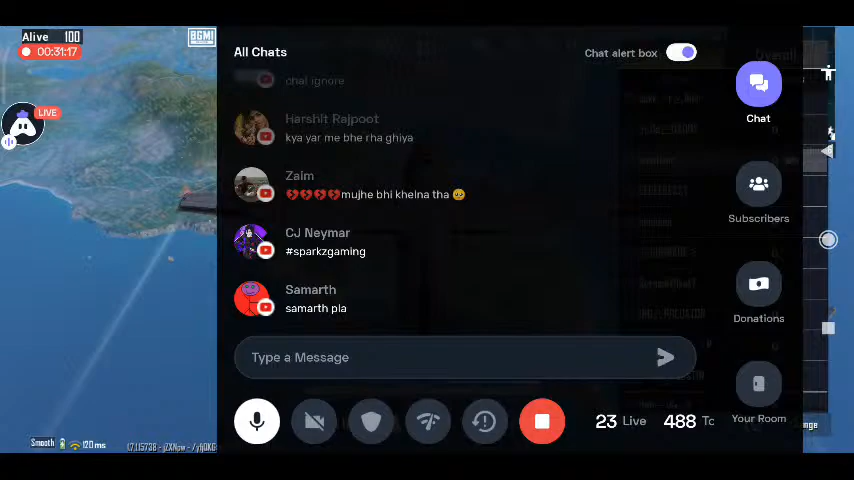 Alive 100
BGMI
00:31:17
LIVE
All Chats
Chat alert box
chat ignore
Harshit Rajpoot
kya yar me bhe rha ghiya
Zaim
💔💔💔💔mujhe bhi khelna tha 🥺
CJ Neymar
#sparkzgaming
Samarth
samarth pla
Type a Message
23 Live 488 To
Chat
Subscribers
Donations
Your Room
Smooth 120 ms